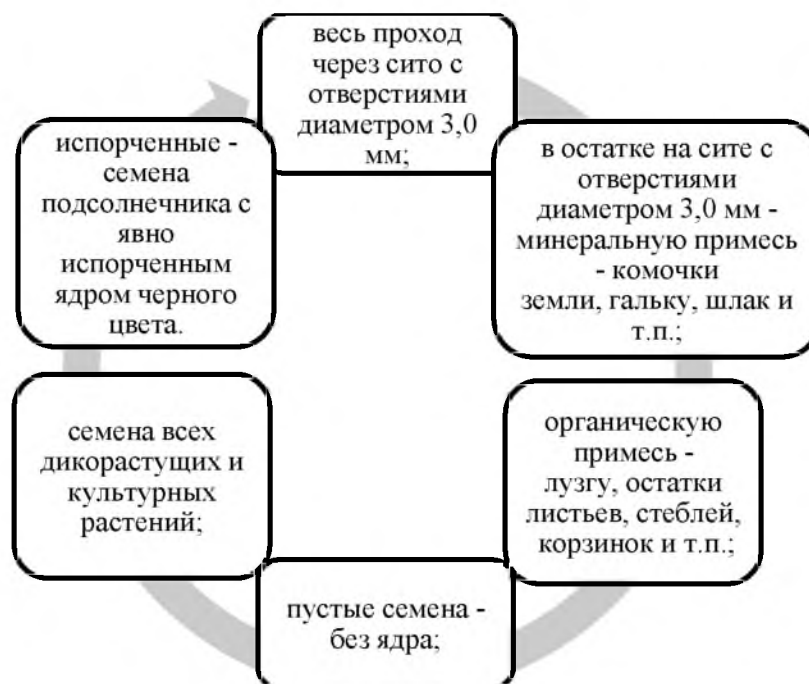 весь проход
через сито с
отверстиями
диаметром 3,0
мм;
в остатке на сите с
отверстиями
диаметром 3,0 мм -
минеральную примесь
- комочки
земли, гальку, шлак и
т.п.;
органическую
примесь -
лузгу, остатки
листьев, стеблей,
корзинок и т.п.;
пустые семена -
без ядра;
семена всех
дикорастущих и
культурных
растений;
испорченные -
семена
подсолнечника с
явно
испорченным
ядром черного
цвета.